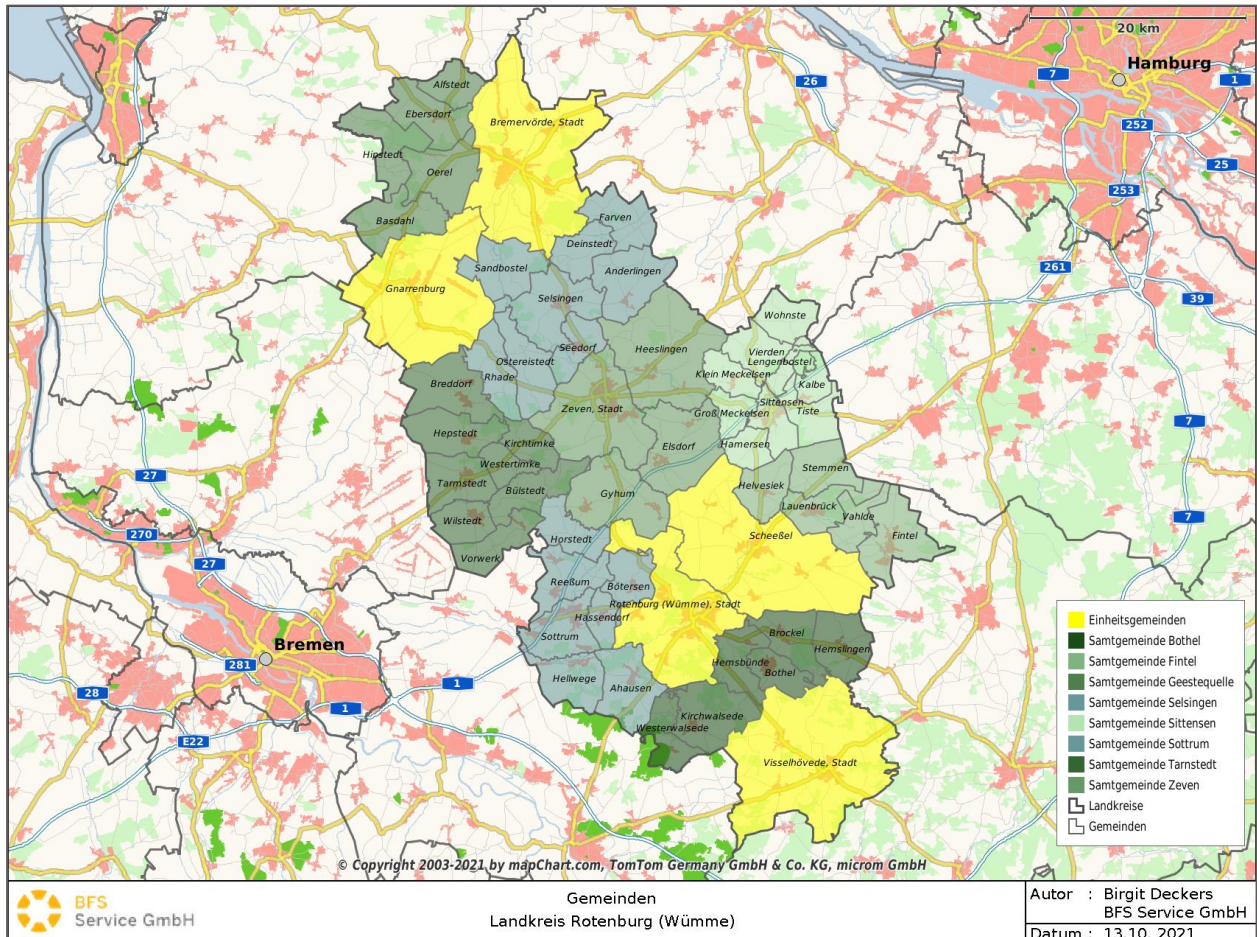 20 km
Hamburg
7
1
26
252
25
253
261
39
7
7
27
270
27
Bremen
281
28
1
1
E22
Alfstedt
Ebersdorf
Bremervörde, Stadt
Hipstedt
Oerel
Basdahl
Farven
Deinstedt
Sandbostel
Anderlingen
Gnarrenburg
Selsingen
Wohnste
Seedorf
Heeslingen
Vierden
Lengenbostel
Ostereistedt
Rhade
Klein Meckelsen
Breddorf
Kalbe
Zeven, Stadt
Sittensen
Groß Meckelsen
Tiste
Hepstedt
Kirchtimke
Elsdorf
Hamersen
Westertimke
Stemmen
Tarmstedt
Bülstedt
Gyhum
Helvesiek
Lauenbrück
Vahlde
Wilstedt
Horstedt
Scheeßel
Fintel
Vorwerk
Reeßum
Bötersen
Rotenburg (Wümme), Stadt
Hassendorf
Sottrum
Brockel
Hemslingen
Hemsbünde
Bothel
Hellwege
Ahausen
Kirchwalsede
Westerwalsede
Visselhövede, Stadt
Einheitsgemeinden
Samtgemeinde Bothel
Samtgemeinde Fintel
Samtgemeinde Geestequelle
Samtgemeinde Selsingen
Samtgemeinde Sittensen
Samtgemeinde Sottrum
Samtgemeinde Tarnstedt
Samtgemeinde Zeven
Landkreise
Gemeinden
© Copyright 2003-2021 by mapChart.com, TomTom Germany GmbH & Co. KG, microm GmbH
BFS
Service GmbH
Gemeinden
Landkreis Rotenburg (Wümme)
Autor : Birgit Deckers
BFS Service GmbH
Datum : 13.10. 2021